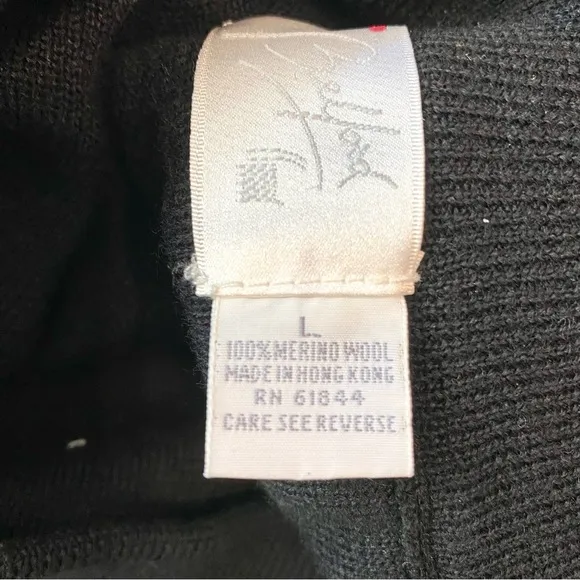 L
100% MERINO WOOL
MADE IN HONG KONG
RN 61844
CARE SEE REVERSE